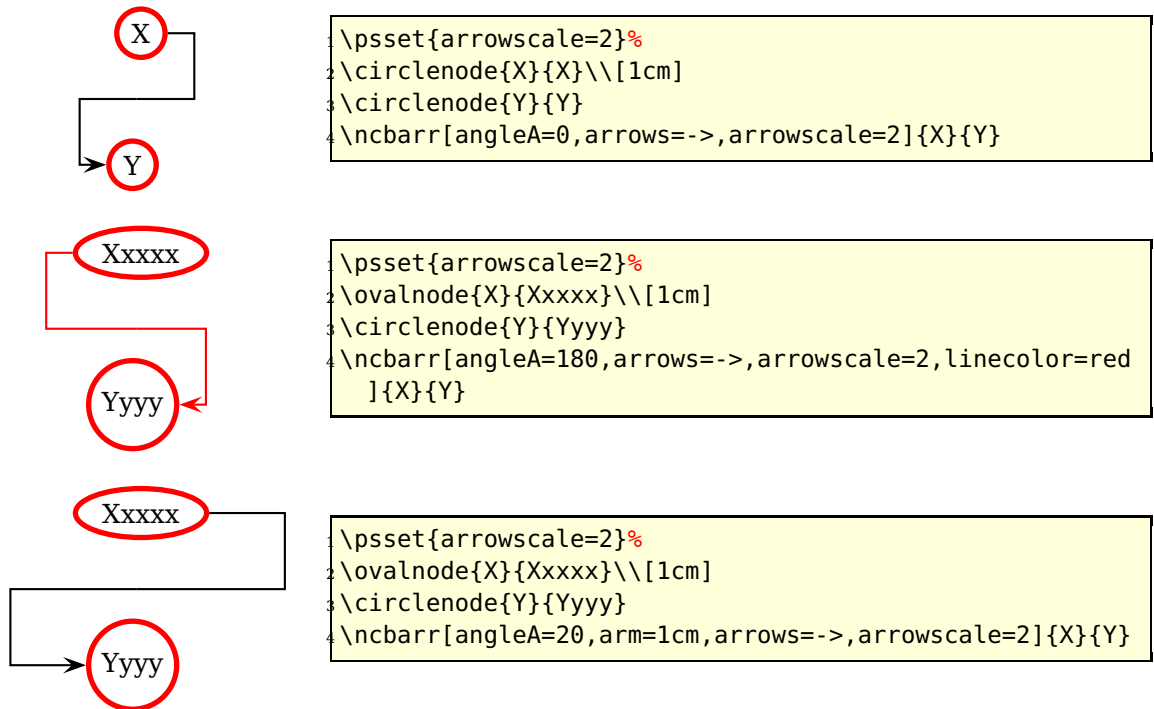 X
Y
1 \psset{arrowscale=2}%
2 \circlenode{X}{X}\\[1cm]
3 \circlenode{Y}{Y}
4 \ncbarr[angleA=0,arrows=->,arrowscale=2]{X}{Y}
Xxxxx
Yyyy
1 \psset{arrowscale=2}%
2 \ovalnode{X}{Xxxxx}\\[1cm]
3 \circlenode{Y}{Yyyy}
4 \ncbarr[angleA=180,arrows=->,arrowscale=2,linecolor=red
]{X}{Y}
Xxxxx
Yyyy
1 \psset{arrowscale=2}%
2 \ovalnode{X}{Xxxxx}\\[1cm]
3 \circlenode{Y}{Yyyy}
4 \ncbarr[angleA=20,arm=1cm,arrows=->,arrowscale=2]{X}{Y}